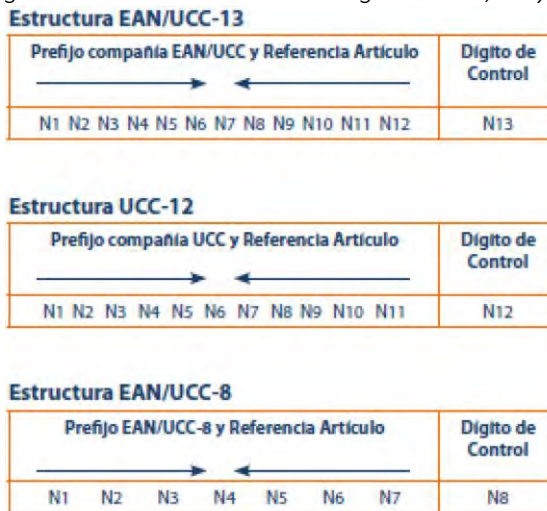 Estructura EAN/UCC-13
Prefijo compañía EAN/UCC y Referencia Artículo
Dígito de
Control
N1 N2 N3 N4 N5 N6 N7 N8 N9 N10 N11 N12
N13
Estructura UCC-12
Prefijo compañía UCC y Referencia Artículo
Dígito de
Control
N1 N2 N3 N4 N5 N6 N7 N8 N9 N10 N11
N12
Estructura EAN/UCC-8
Prefijo EAN/UCC-8 y Referencia Artículo
Dígito de
Control
N1 N2 N3 N4 N5 N6 N7
N8